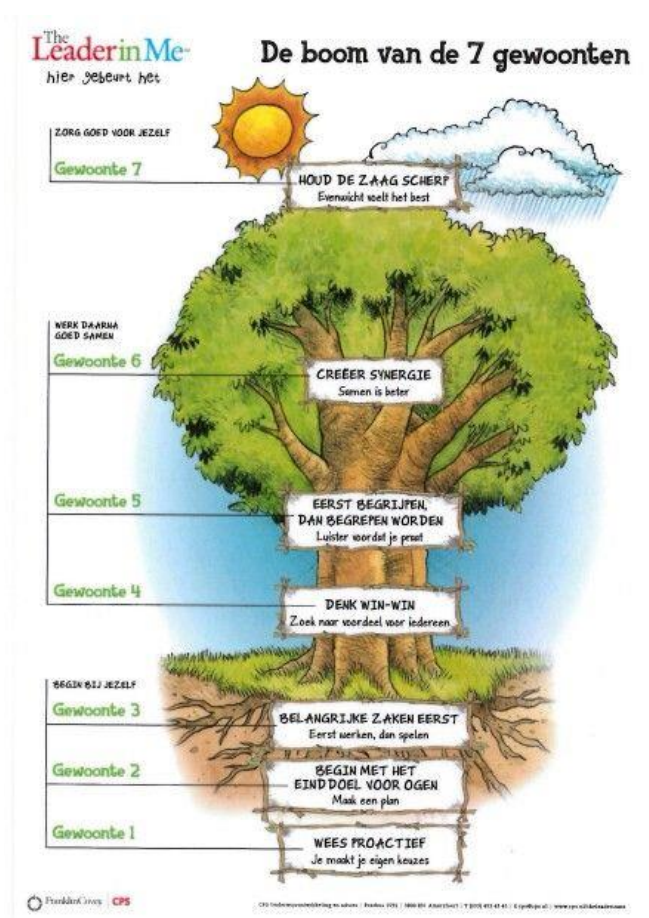 The
Leader in Me
hier gebeurt het
De boom van de 7 gewoonten
ZORG GOED VOOR JEZELF
Gewoonte 7
HOUD DE ZAAG SCHERP
Evenwicht voelt het best
WERK DAARNA
GOED SAMEN
Gewoonte 6
CREËER SYNERGIE
Samen is beter
Gewoonte 5
EERST BEGRIJPEN,
DAN BEGREPEN WORDEN
Luister voordat je praat
Gewoonte 4
DENK WIN-WIN
Zoek naar voordeel voor iedereen
BEGIN BIJ JEZELF
Gewoonte 3
BELANGRIJKE ZAKEN EERST
Eerst werken, dan spelen
Gewoonte 2
BEGIN MET HET
EINDDOEL VOOR OGEN
Maak een plan
Gewoonte 1
WEES PROACTIEF
Je maakt je eigen keuzes
FranklinCovey CPS